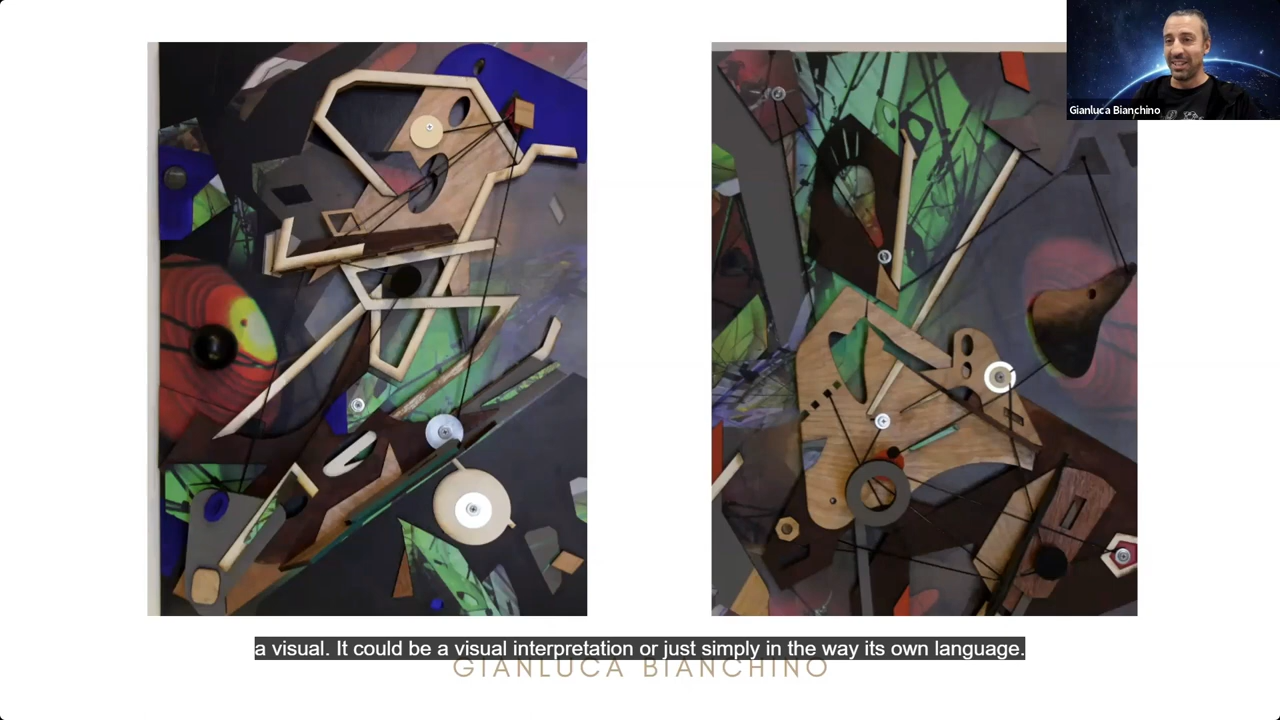 Gianluca Bianchino
a visual. It could be a visual interpretation or just simply in the way its own language.
GIANLUCA BIANCHINO